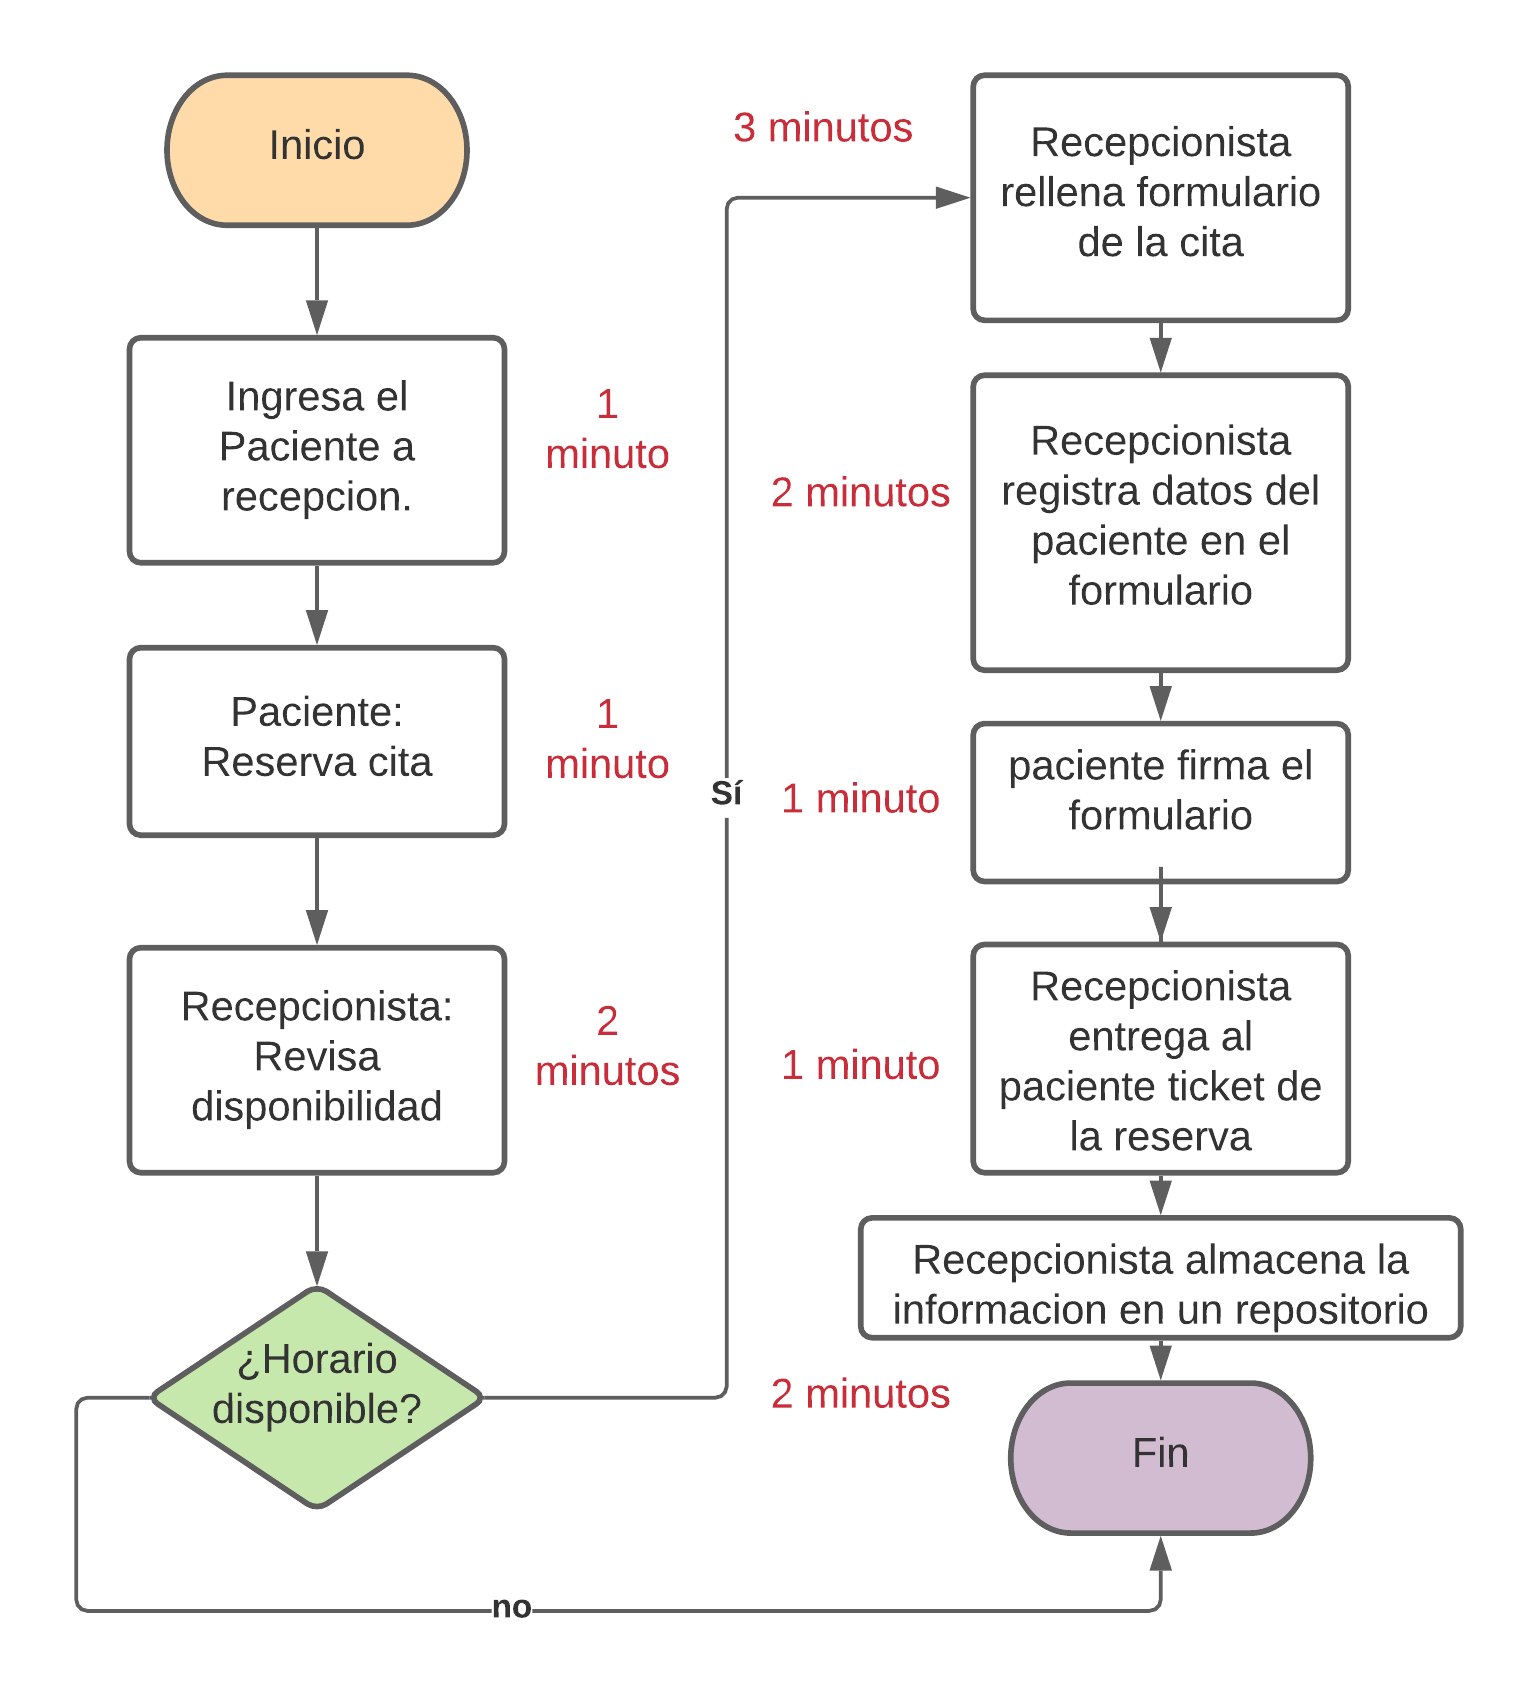 Inicio
Ingresa el
Paciente a
recepcion.
1
minuto
Paciente:
Reserva cita
1
minuto
Recepcionista:
Revisa
disponibilidad
2
minutos
¿Horario
disponible?
Sí
no
3 minutos
Recepcionista
rellena formulario
de la cita
2 minutos
Recepcionista
registra datos del
paciente en el
formulario
1 minuto
paciente firma el
formulario
1 minuto
Recepcionista
entrega al
paciente ticket de
la reserva
Recepcionista almacena la
informacion en un repositorio
2 minutos
Fin